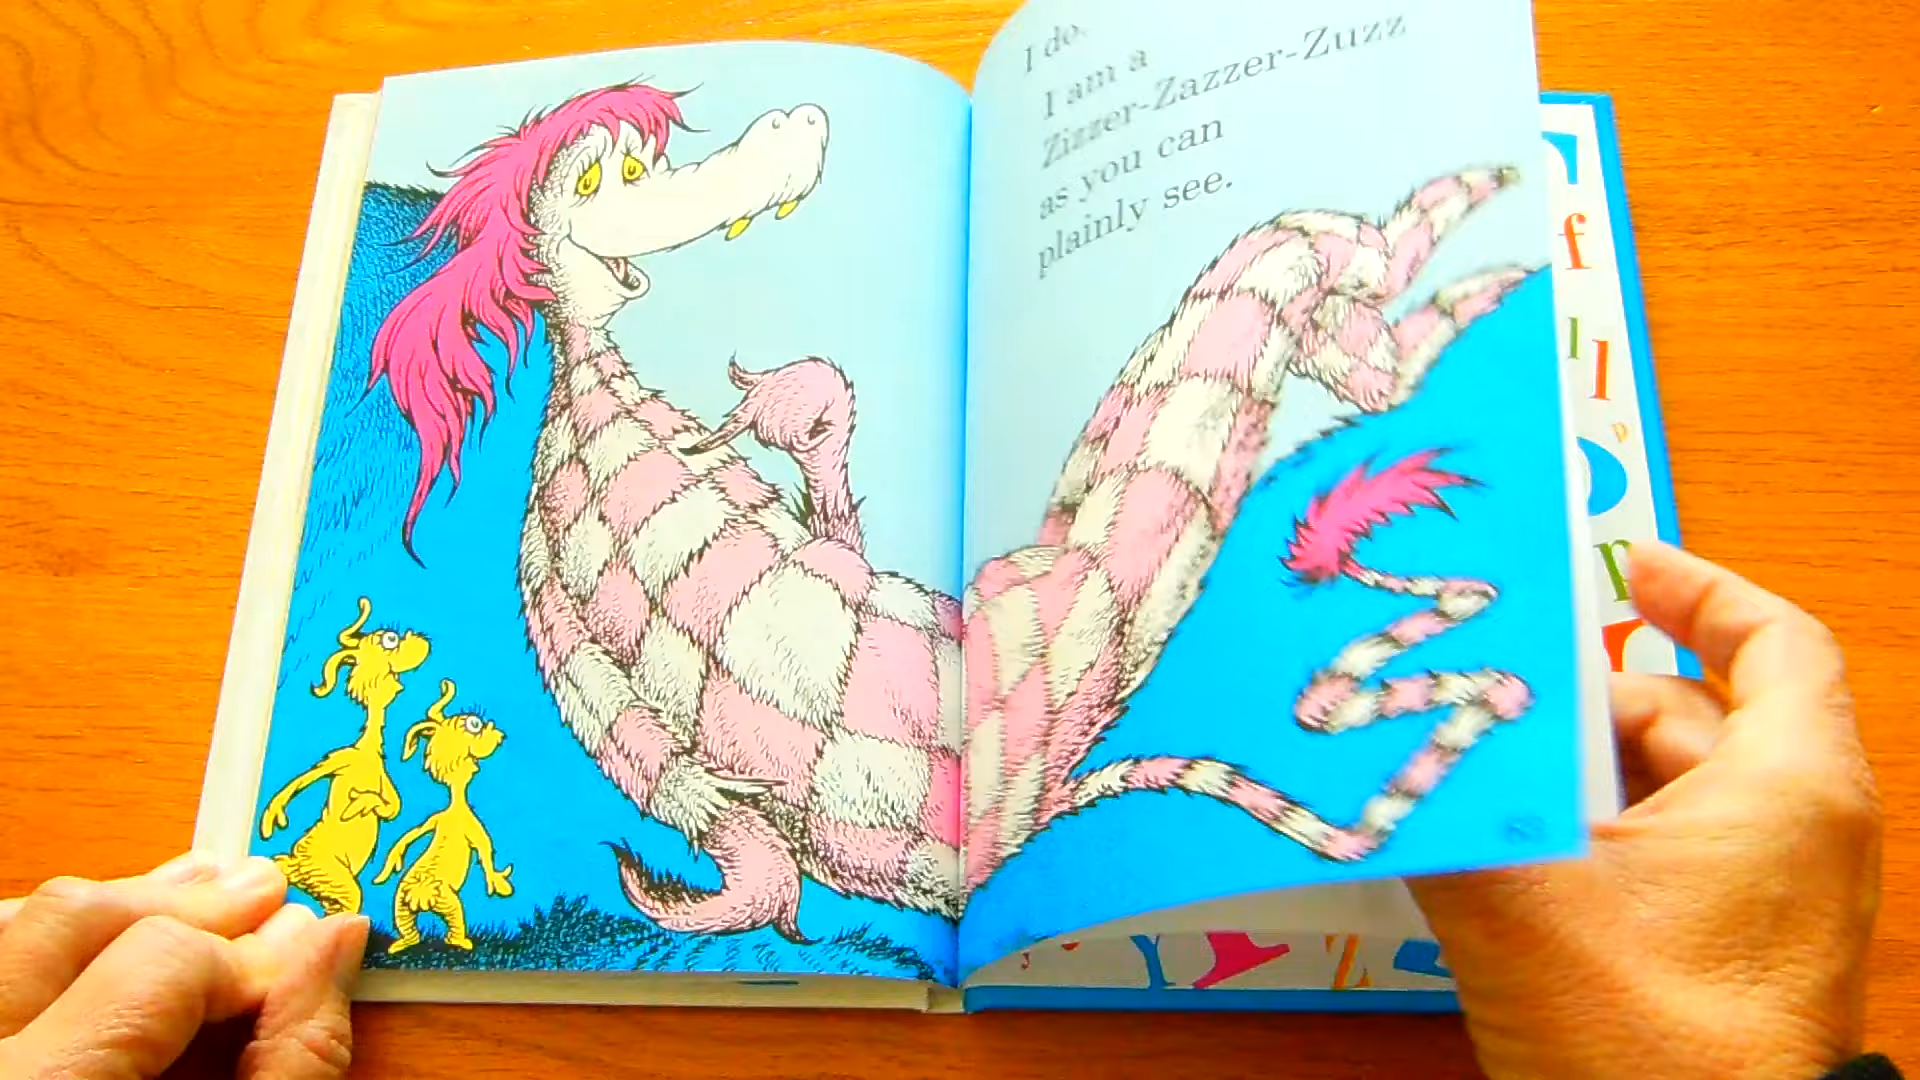 I do.
I am a
Zizzer-Zazzer-Zuzz
as you can
plainly see.
f
l l
p
n
Y Z